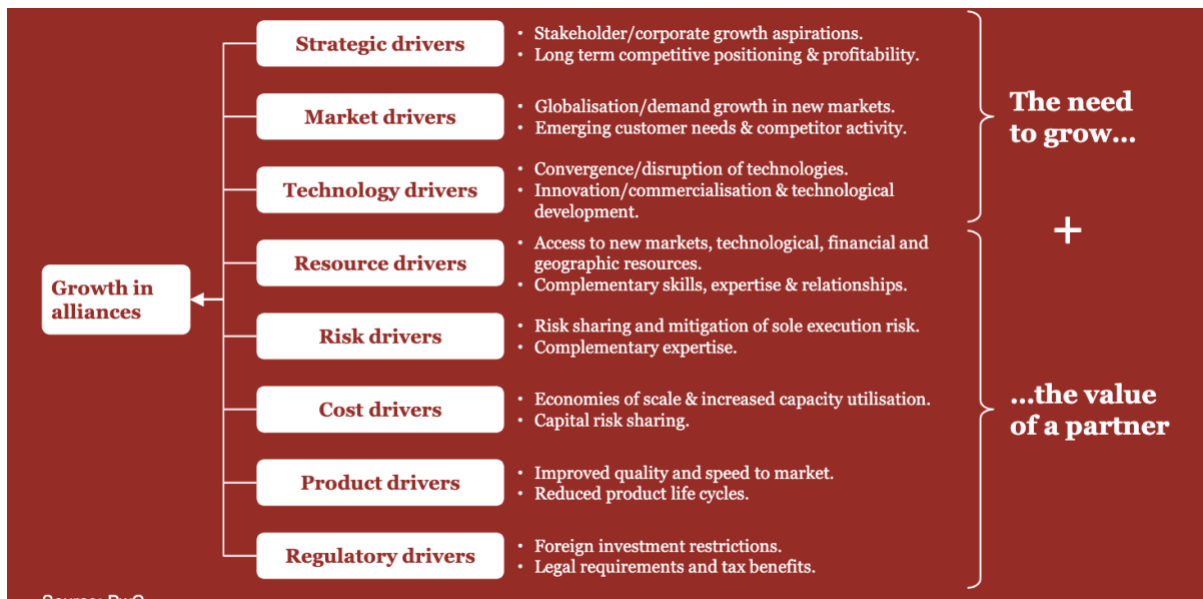 Strategic drivers
• Stakeholder/corporate growth aspirations.
• Long term competitive positioning & profitability.
Market drivers
• Globalisation/demand growth in new markets.
• Emerging customer needs & competitor activity.
The need
to grow...
Technology drivers
• Convergence/disruption of technologies.
• Innovation/commercialisation & technological
development.
+
Growth in
alliances
Resource drivers
• Access to new markets, technological, financial and
geographic resources.
• Complementary skills, expertise & relationships.
Risk drivers
• Risk sharing and mitigation of sole execution risk.
• Complementary expertise.
Cost drivers
• Economies of scale & increased capacity utilisation.
• Capital risk sharing.
...the value
of a partner
Product drivers
• Improved quality and speed to market.
• Reduced product life cycles.
Regulatory drivers
• Foreign investment restrictions.
• Legal requirements and tax benefits.
Source: PwC